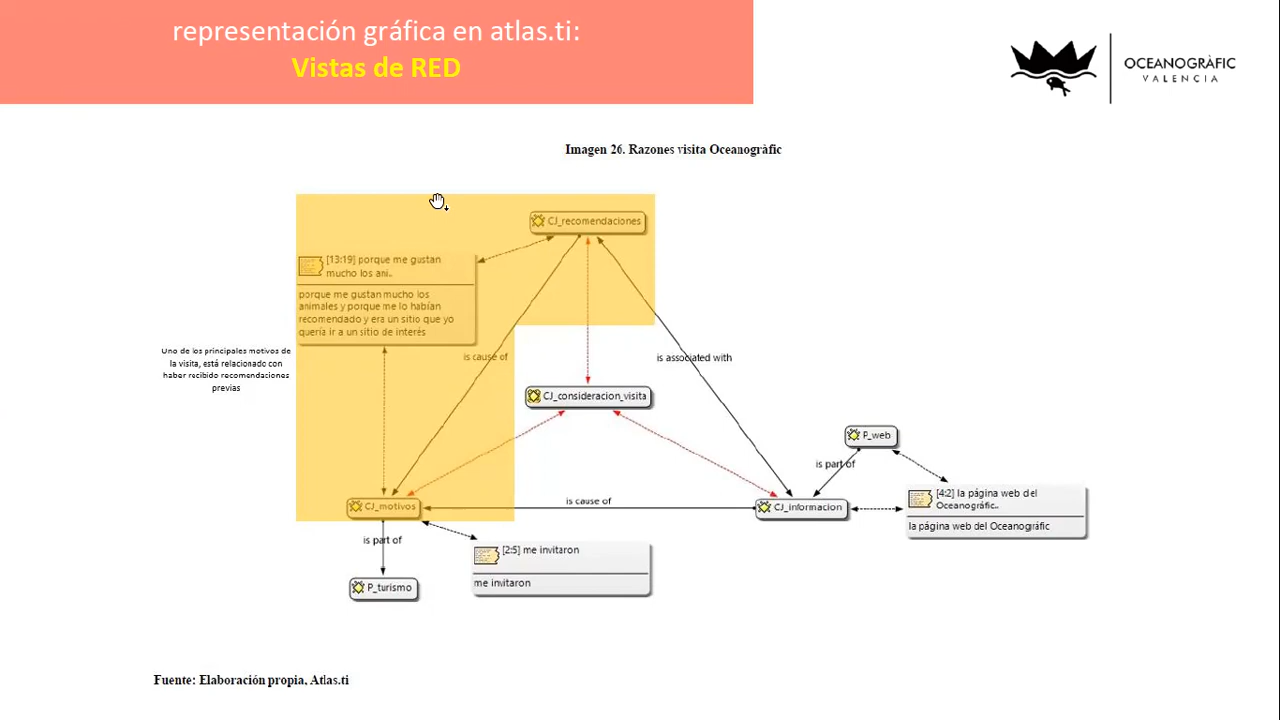 representación gráfica en atlas.ti:
Vistas de RED
OCEANOGRÀFIC
VALENCIA
Imagen 26. Razones visita Oceanogràfic
CJ_recomendaciones
[13:19] porque me gustan
mucho los ani..
porque me gustan mucho los
animales y porque me lo habían
recomendado y era un sitio que yo
quería ir a un sitio de interés
Uno de los principales motivos de
la visita, está relacionado con
haber recibido recomendaciones
previas
is cause of
is associated with
CJ_consideracion_visita
P_web
is part of
[4:2] la página web del
Oceanográfic..
la página web del Oceanográfic
is cause of
CJ_motivos
CJ_informacion
is part of
[2:5] me invitaron
me invitaron
P_turismo
Fuente: Elaboración propia, Atlas.ti